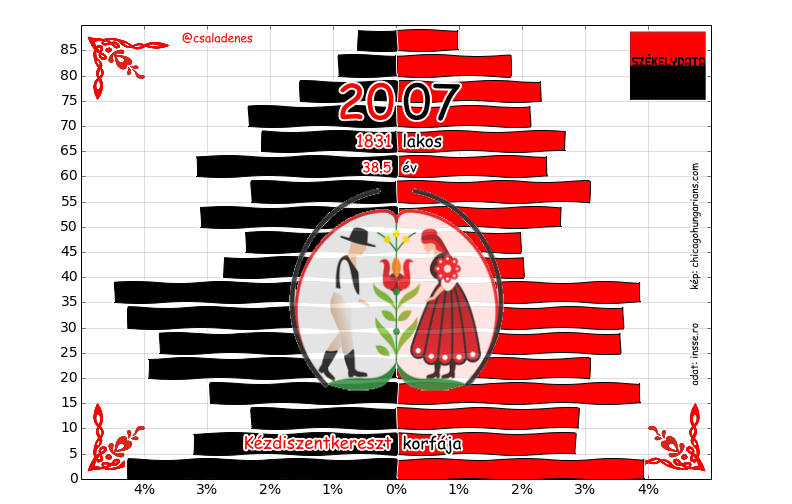 @csaladenes
SZÉKELYDATA
2007
1831 lakos
38.5 év
kép: chicagohungarians.com
adat: insse.ro
Kézdiszentkereszt korfája
85
80
75
70
65
60
55
50
45
40
35
30
25
20
15
10
5
0
4% 3% 2% 1% 0% 1% 2% 3% 4%